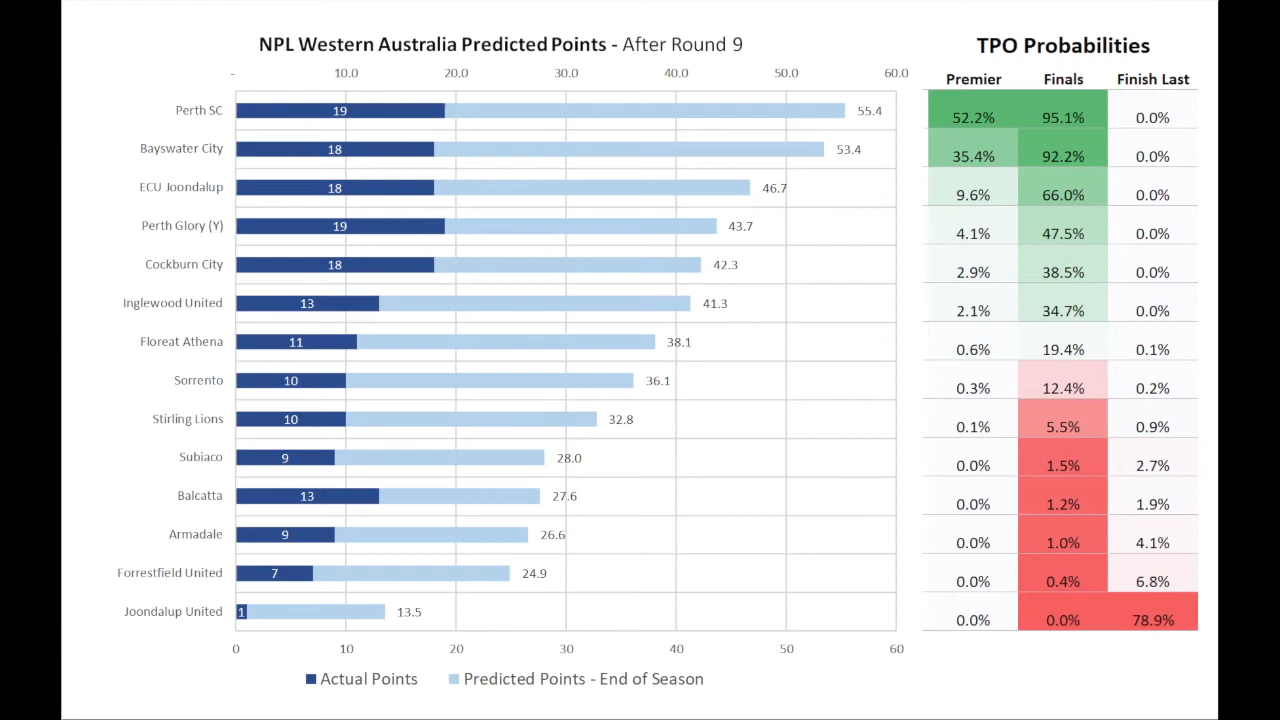 NPL Western Australia Predicted Points - After Round 9
TPO Probabilities
- 10.0 20.0 30.0 40.0 50.0 60.0
Premier Finals Finish Last
Perth SC 19 55.4 52.2% 95.1% 0.0%
Bayswater City 18 53.4 35.4% 92.2% 0.0%
ECU Joondalup 18 46.7 9.6% 66.0% 0.0%
Perth Glory (Y) 19 43.7 4.1% 47.5% 0.0%
Cockburn City 18 42.3 2.9% 38.5% 0.0%
Inglewood United 13 41.3 2.1% 34.7% 0.0%
Floreat Athena 11 38.1 0.6% 19.4% 0.1%
Sorrento 10 36.1 0.3% 12.4% 0.2%
Stirling Lions 10 32.8 0.1% 5.5% 0.9%
Subiaco 9 28.0 0.0% 1.5% 2.7%
Balcatta 13 27.6 0.0% 1.2% 1.9%
Armadale 9 26.6 0.0% 1.0% 4.1%
Forrestfield United 7 24.9 0.0% 0.4% 6.8%
Joondalup United 1 13.5 0.0% 0.0% 78.9%
0 10 20 30 40 50 60
Actual Points Predicted Points - End of Season